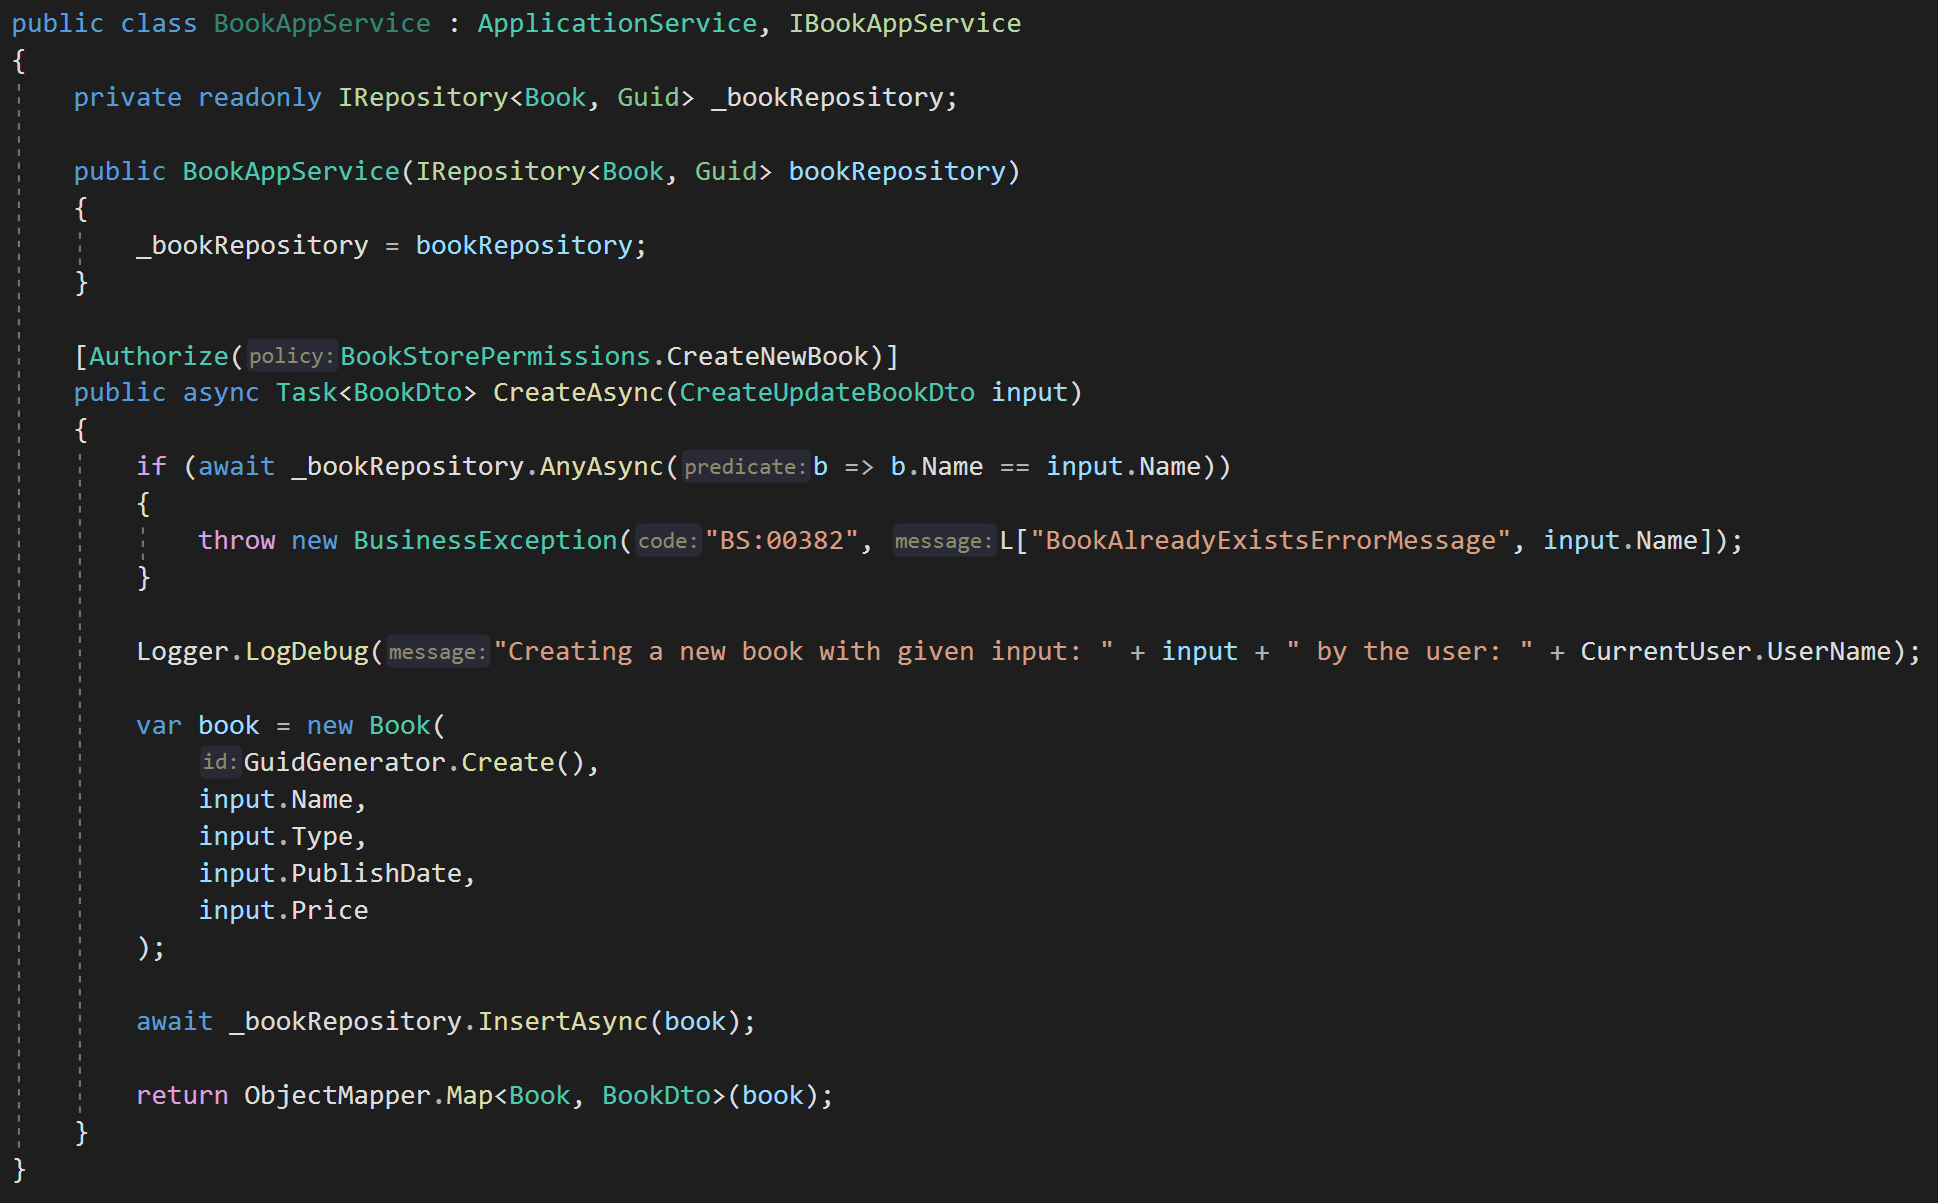 public class BookAppService : ApplicationService, IBookAppService
{
    private readonly IRepository<Book, Guid> _bookRepository;

    public BookAppService(IRepository<Book, Guid> bookRepository)
    {
        _bookRepository = bookRepository;
    }

    [Authorize(policy:BookStorePermissions.CreateNewBook)]
    public async Task<BookDto> CreateAsync(CreateUpdateBookDto input)
    {
        if (await _bookRepository.AnyAsync(predicate:b => b.Name == input.Name))
        {
            throw new BusinessException(code:"BS:00382", message:L["BookAlreadyExistsErrorMessage", input.Name]);
        }

        Logger.LogDebug(message:"Creating a new book with given input: " + input + " by the user: " + CurrentUser.UserName);

        var book = new Book(
            id:GuidGenerator.Create(),
            input.Name,
            input.Type,
            input.PublishDate,
            input.Price
        );

        await _bookRepository.InsertAsync(book);

        return ObjectMapper.Map<Book, BookDto>(book);
    }
}